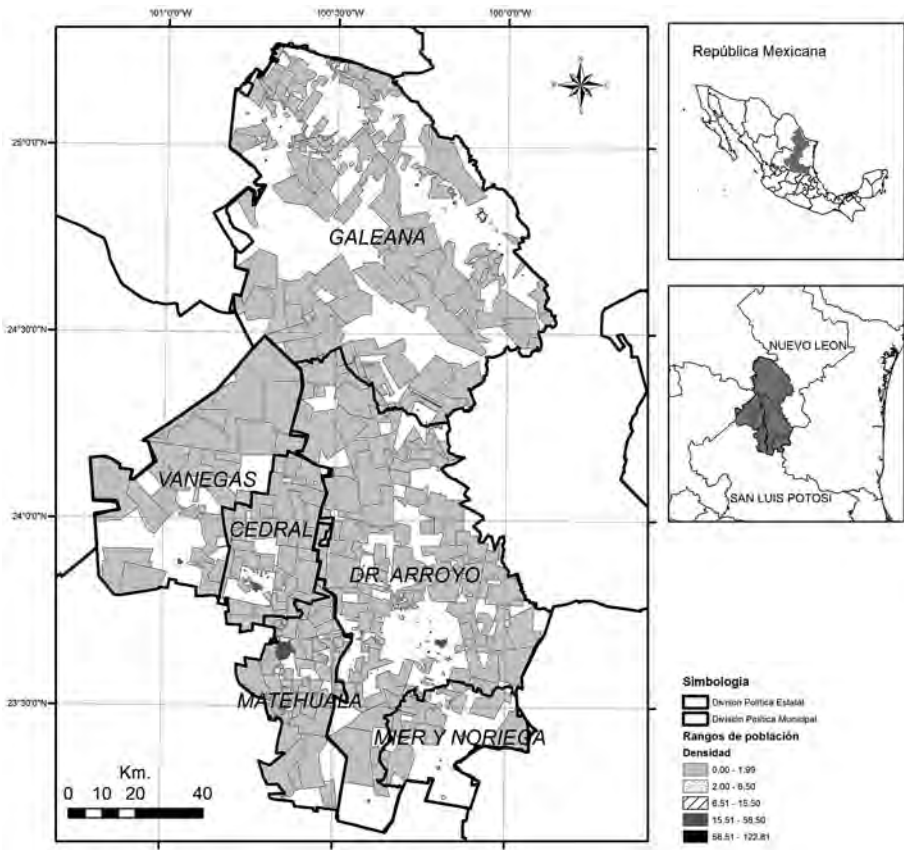 101°0'0"W
100°30'0"W
100°0'0"W
25°0'0"N
24°30'0"N
24°0'0"N
23°30'0"N
GALEANA
VANEGAS
CEDRAL
DR. ARROYO
MATEHUALA
MIER Y NORIEGA
Km.
0 10 20 40
República Mexicana
NUEVO LEON
SAN LUIS POTOSI
Simbología
División Política Estatal
División Política Municipal
Rangos de población
Densidad
0.00 - 1.99
2.00 - 6.50
6.51 - 15.50
15.51 - 58.50
58.51 - 122.81